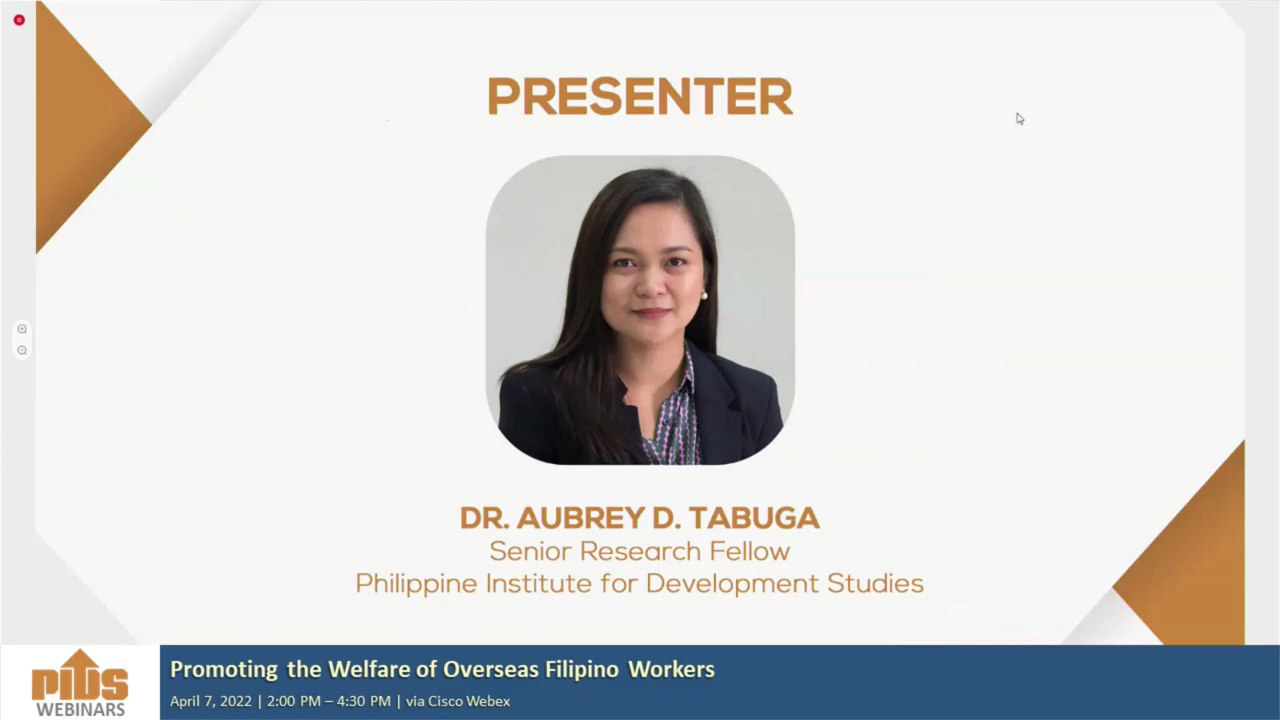 PRESENTER
DR. AUBREY D. TABUGA
Senior Research Fellow
Philippine Institute for Development Studies
PIDS
WEBINARS
Promoting the Welfare of Overseas Filipino Workers
April 7, 2022 | 2:00 PM – 4:30 PM | via Cisco Webex